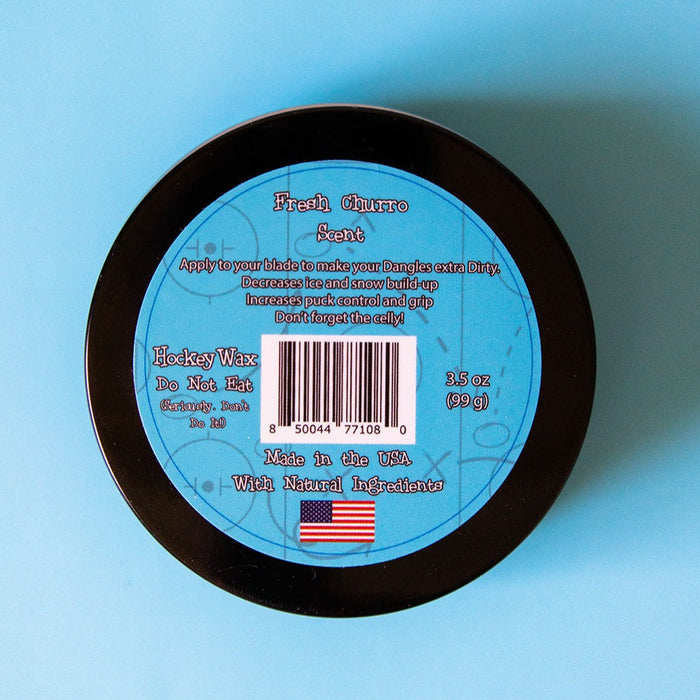 Fresh Churro
Scent
Apply to your blade to make your Dangles extra Dirty.
Decreases ice and snow build-up
Increases puck control and grip
Don't forget the celly!
Hockey Wax
Do Not Eat
(Seriously. Don't
Do It!)
3.5 oz
(99 g)
8 50044 77108 0
Made in the USA
With Natural Ingredients